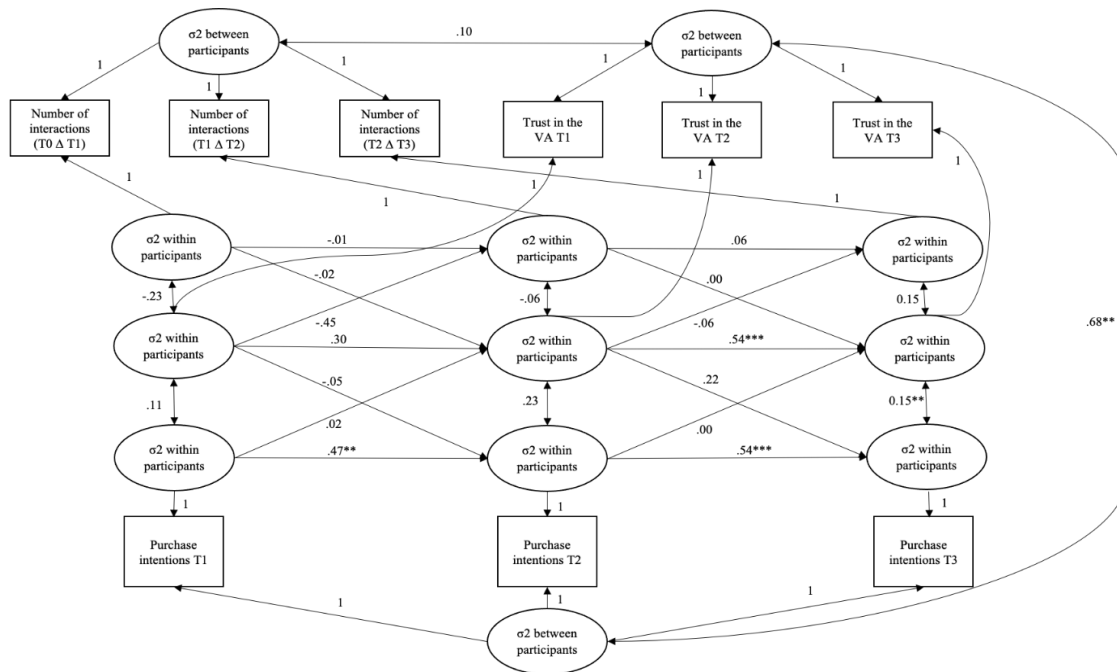 σ2 between
participants
.10
σ2 between
participants
1
1
1
1
1
1
Number of
interactions
(T0 Δ T1)
Number of
interactions
(T1 Δ T2)
Number of
interactions
(T2 Δ T3)
Trust in the
VA T1
Trust in the
VA T2
Trust in the
VA T3
1
1
1
1
1
1
σ2 within
participants
-.01
σ2 within
participants
.06
σ2 within
participants
-.02
.00
-.23
-.06
0.15
.68**
-.45
-.06
σ2 within
participants
.30
σ2 within
participants
.54***
σ2 within
participants
-.05
.22
.11
.23
0.15**
.02
.00
σ2 within
participants
.47**
σ2 within
participants
.54***
σ2 within
participants
1
1
1
Purchase
intentions T1
Purchase
intentions T2
Purchase
intentions T3
1
1
1
σ2 between
participants